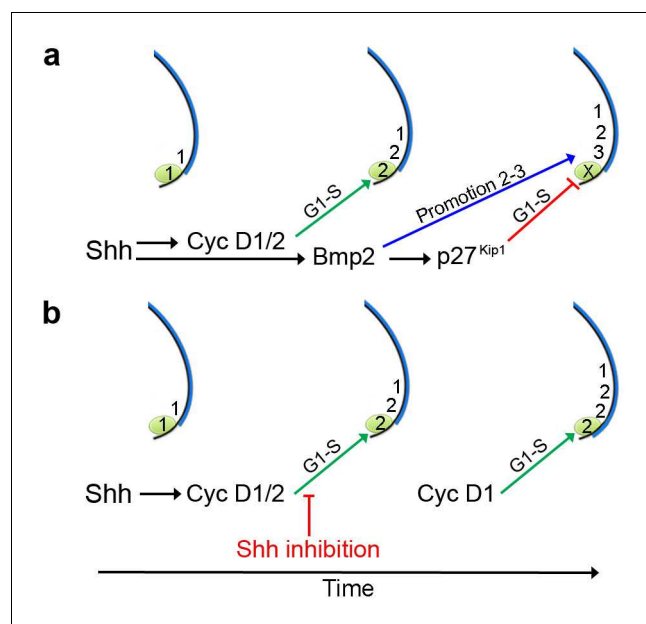 a
1
1
1
2
2
1
2
3
X
G1-S
Promotion 2-3
G1-S
Shh
Cyc D1/2
Bmp2
p27Kip1
b
1
1
1
2
2
1
2
2
2
G1-S
G1-S
Shh
Cyc D1/2
Cyc D1
Shh inhibition
Time